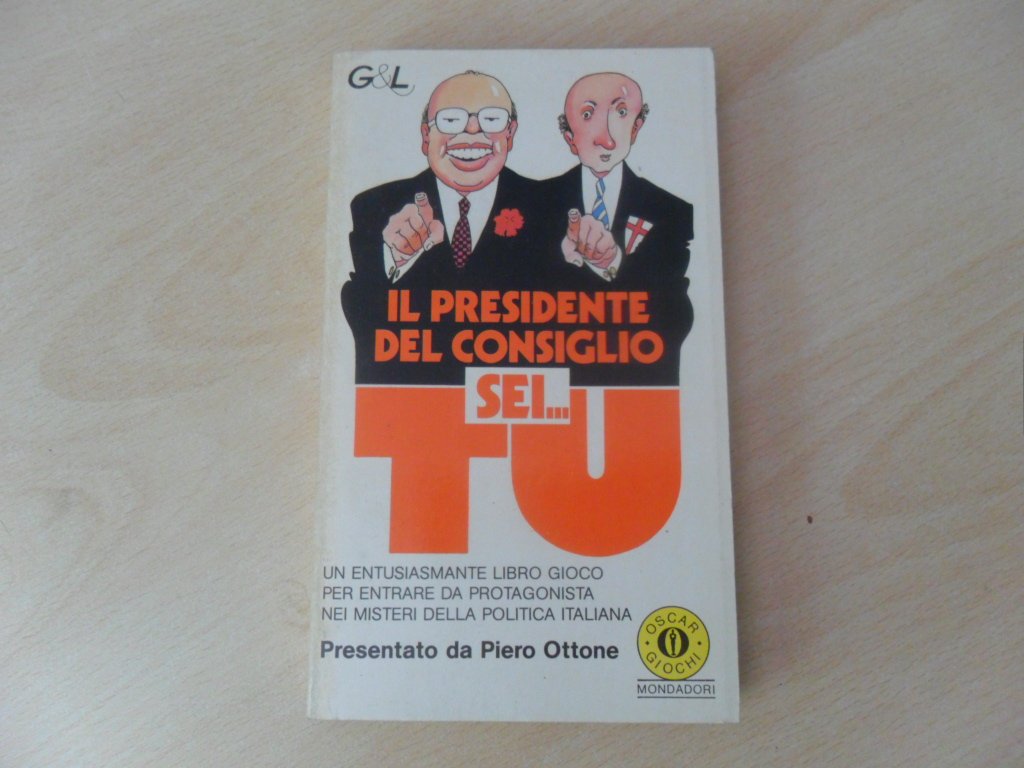 G&L
IL PRESIDENTE
DEL CONSIGLIO
SEI...
TU
UN ENTUSIASMANTE LIBRO GIOCO
PER ENTRARE DA PROTAGONISTA
NEI MISTERI DELLA POLITICA ITALIANA
Presentato da Piero Ottone
OSCAR
GIOCHI
MONDADORI